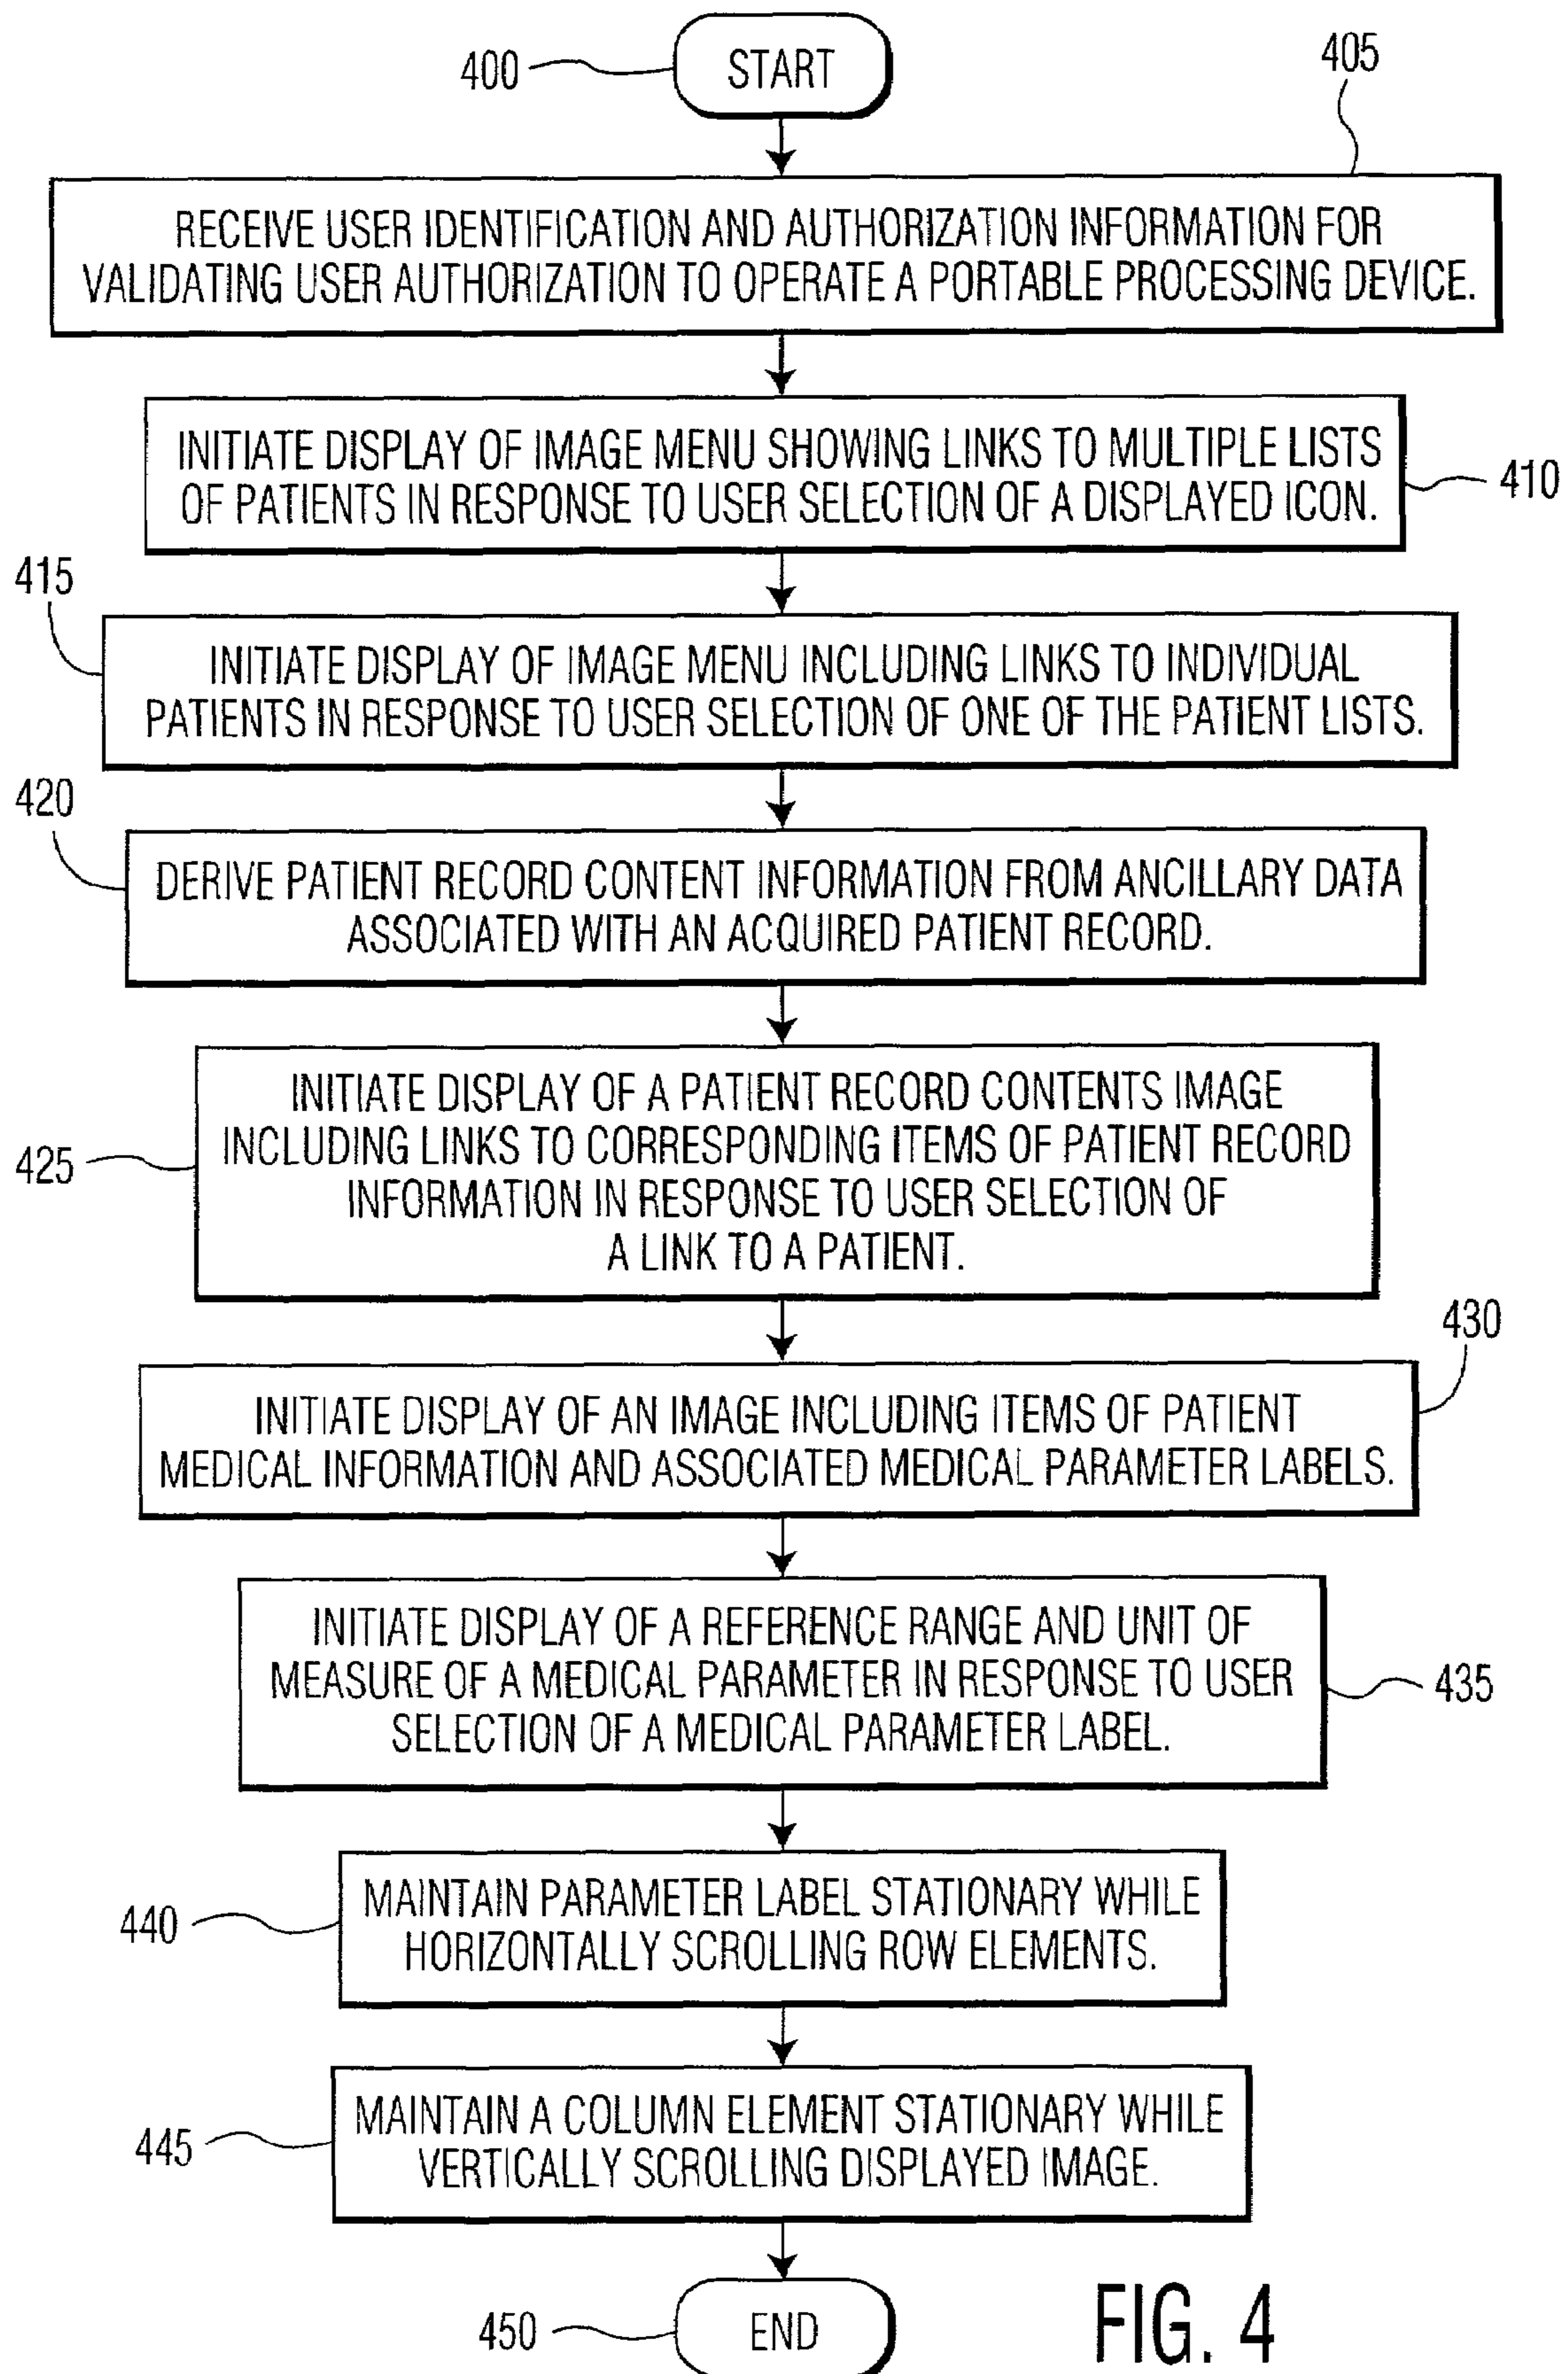 400
START
405
RECEIVE USER IDENTIFICATION AND AUTHORIZATION INFORMATION FOR
VALIDATING USER AUTHORIZATION TO OPERATE A PORTABLE PROCESSING DEVICE.
INITIATE DISPLAY OF IMAGE MENU SHOWING LINKS TO MULTIPLE LISTS
OF PATIENTS IN RESPONSE TO USER SELECTION OF A DISPLAYED ICON.
410
415
INITIATE DISPLAY OF IMAGE MENU INCLUDING LINKS TO INDIVIDUAL
PATIENTS IN RESPONSE TO USER SELECTION OF ONE OF THE PATIENT LISTS.
420
DERIVE PATIENT RECORD CONTENT INFORMATION FROM ANCILLARY DATA
ASSOCIATED WITH AN ACQUIRED PATIENT RECORD.
425
INITIATE DISPLAY OF A PATIENT RECORD CONTENTS IMAGE
INCLUDING LINKS TO CORRESPONDING ITEMS OF PATIENT RECORD
INFORMATION IN RESPONSE TO USER SELECTION OF
A LINK TO A PATIENT.
430
INITIATE DISPLAY OF AN IMAGE INCLUDING ITEMS OF PATIENT
MEDICAL INFORMATION AND ASSOCIATED MEDICAL PARAMETER LABELS.
INITIATE DISPLAY OF A REFERENCE RANGE AND UNIT OF
MEASURE OF A MEDICAL PARAMETER IN RESPONSE TO USER
SELECTION OF A MEDICAL PARAMETER LABEL.
435
440
MAINTAIN PARAMETER LABEL STATIONARY WHILE
HORIZONTALLY SCROLLING ROW ELEMENTS.
445
MAINTAIN A COLUMN ELEMENT STATIONARY WHILE
VERTICALLY SCROLLING DISPLAYED IMAGE.
450
END
FIG. 4